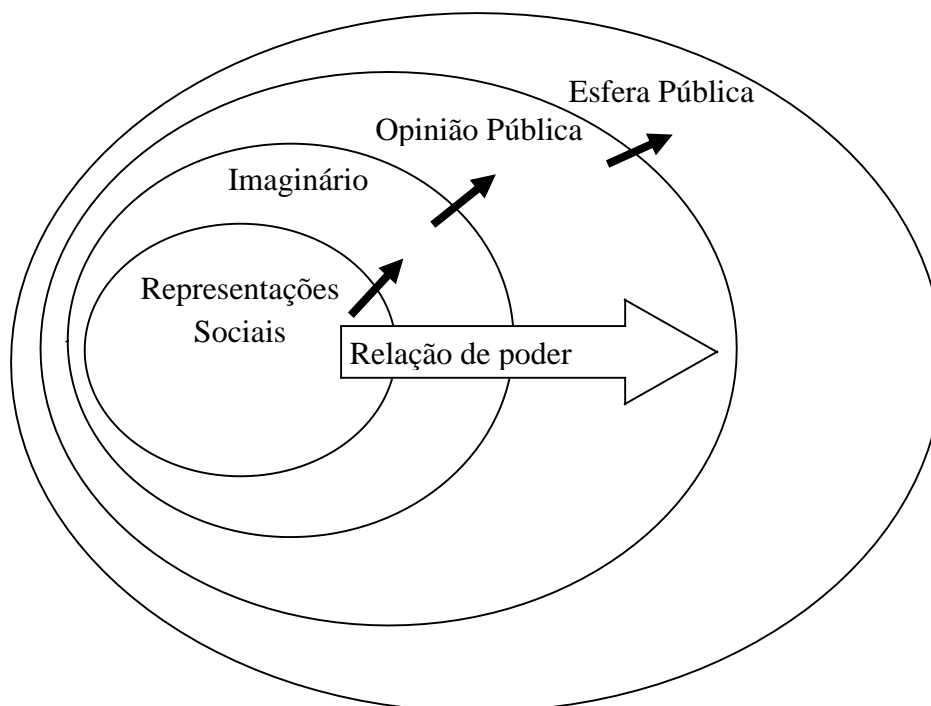 Esfera Pública
Opinião Pública
Imaginário
Representações
Sociais
Relação de poder